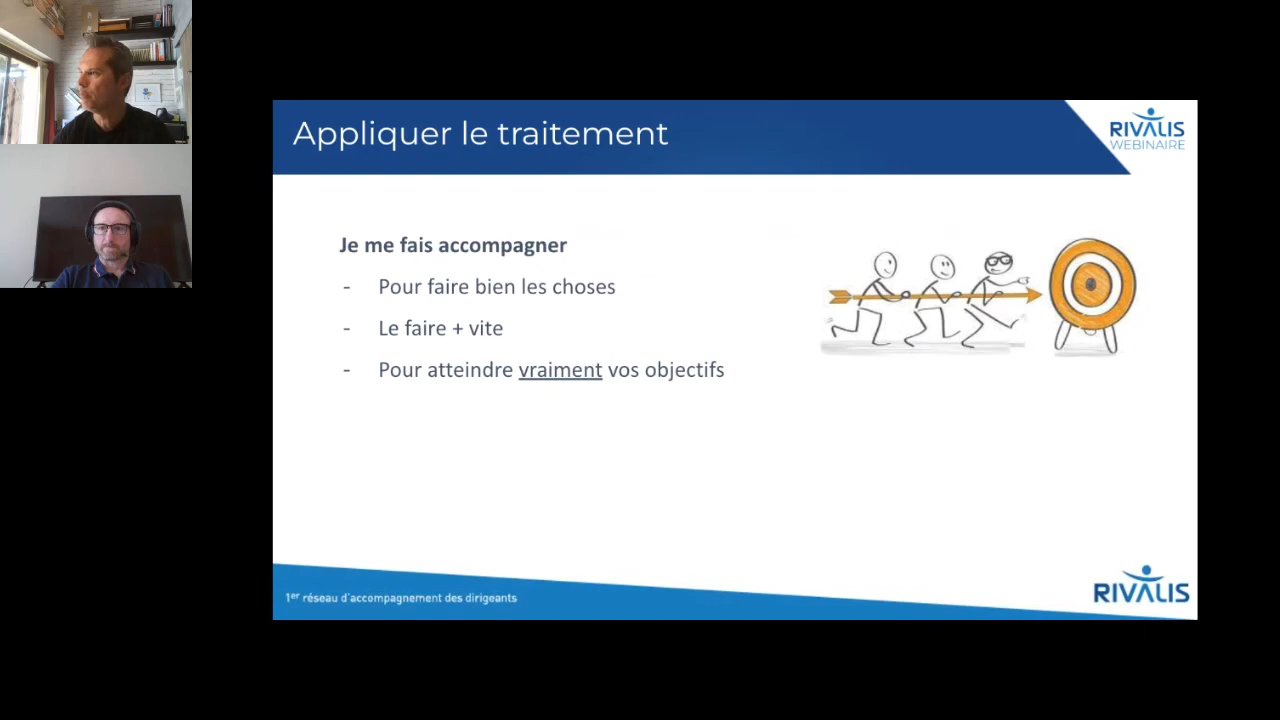 Appliquer le traitement
RIVALIS
WEBINAIRE
Je me fais accompagner
- Pour faire bien les choses
- Le faire + vite
- Pour atteindre vraiment vos objectifs
1er réseau d'accompagnement des dirigeants
RIVALIS